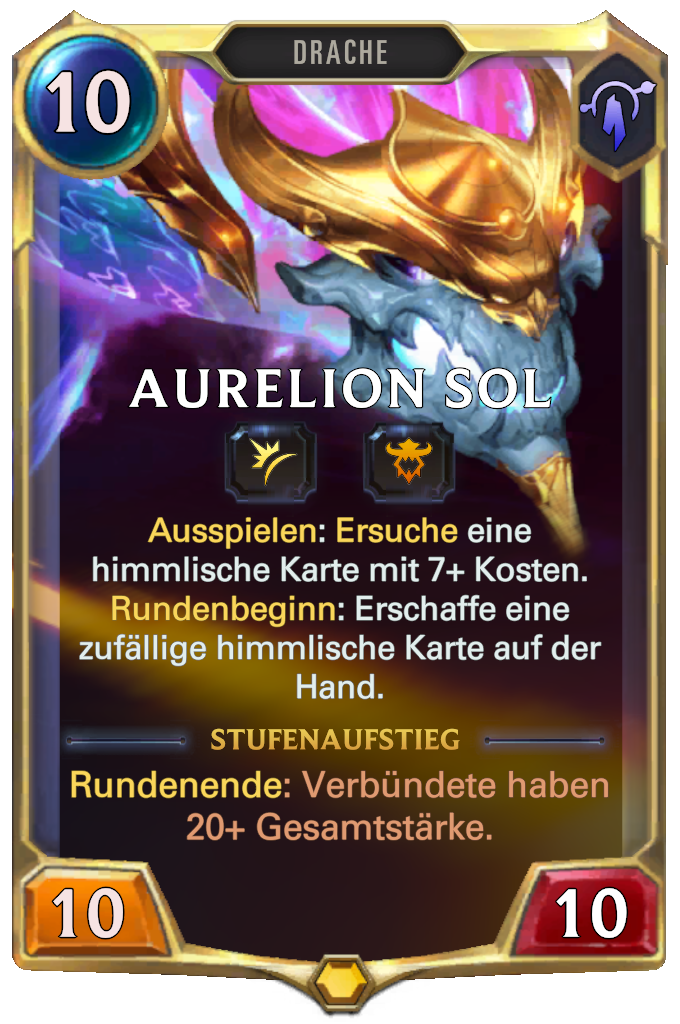 DRACHE
10
AURELION SOL
Ausspielen: Ersuche eine
himmlische Karte mit 7+ Kosten.
Rundenbeginn: Erschaffe eine
zufällige himmlische Karte auf der
Hand.
STUFENAUFSTIEG
Rundenende: Verbündete haben
20+ Gesamtstärke.
10
10